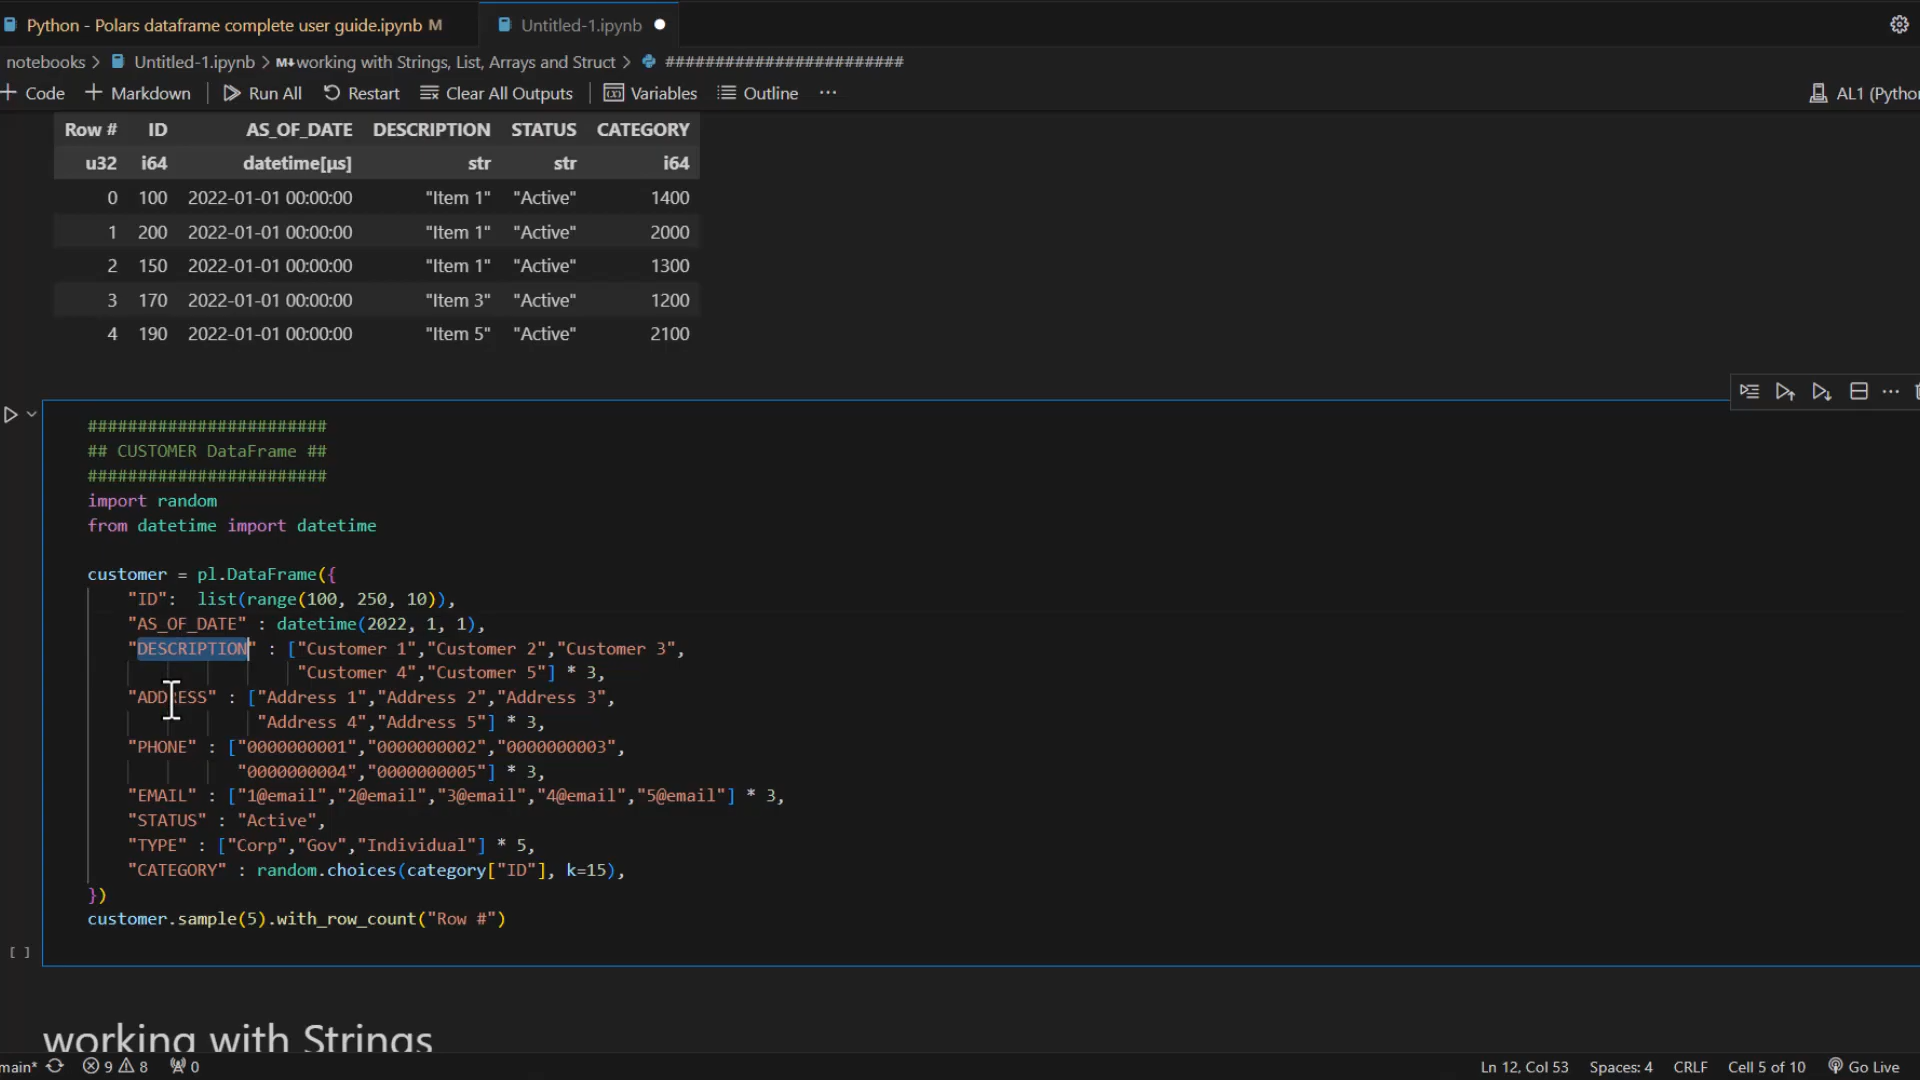 Python - Polars dataframe complete user guide.ipynb M Untitled-1.ipynb
notebooks > Untitled-1.ipynb > M↓working with Strings, List, Arrays and Struct > ########################
+ Code + Markdown Run All Restart Clear All Outputs Variables Outline ··· AL1 (Pytho
Row # ID AS_OF_DATE DESCRIPTION STATUS CATEGORY
u32 i64 datetime[μs] str str i64
0 100 2022-01-01 00:00:00 "Item 1" "Active" 1400
1 200 2022-01-01 00:00:00 "Item 1" "Active" 2000
2 150 2022-01-01 00:00:00 "Item 1" "Active" 1300
3 170 2022-01-01 00:00:00 "Item 3" "Active" 1200
4 190 2022-01-01 00:00:00 "Item 5" "Active" 2100
########################
## CUSTOMER DataFrame ##
########################
import random
from datetime import datetime
customer = pl.DataFrame({
"ID": list(range(100, 250, 10)),
"AS_OF_DATE" : datetime(2022, 1, 1),
"DESCRIPTION" : ["Customer 1","Customer 2","Customer 3",
"Customer 4","Customer 5"] * 3,
"ADDRESS" : ["Address 1","Address 2","Address 3",
"Address 4","Address 5"] * 3,
"PHONE" : ["0000000001","0000000002","0000000003",
"0000000004","0000000005"] * 3,
"EMAIL" : ["1@email","2@email","3@email","4@email","5@email"] * 3,
"STATUS" : "Active",
"TYPE" : ["Corp","Gov","Individual"] * 5,
"CATEGORY" : random.choices(category["ID"], k=15),
})
customer.sample(5).with_row_count("Row #")
[ ]
working with Strings
main* 9 8 0 Ln 12, Col 53 Spaces: 4 CRLF Cell 5 of 10 Go Live